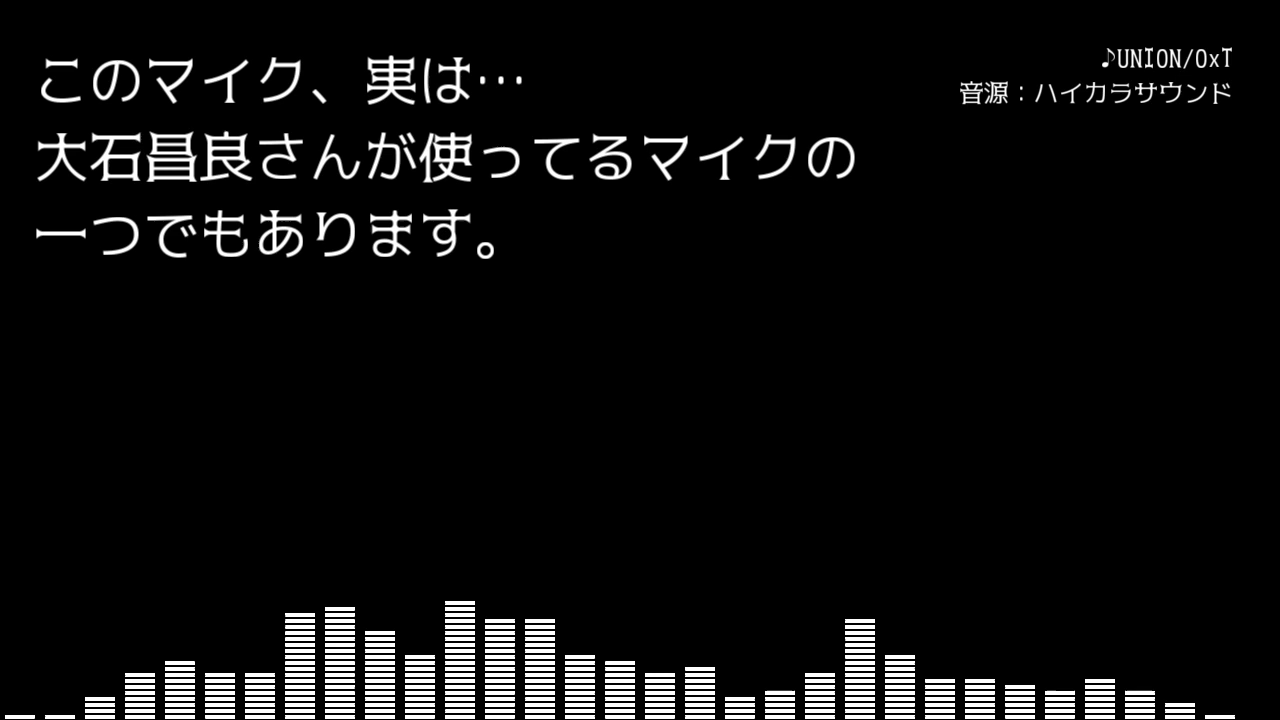 このマイク、実は…
大石昌良さんが使ってるマイクの
一つでもあります。
♪UNION/OxT
音源：ハイカラサウンド